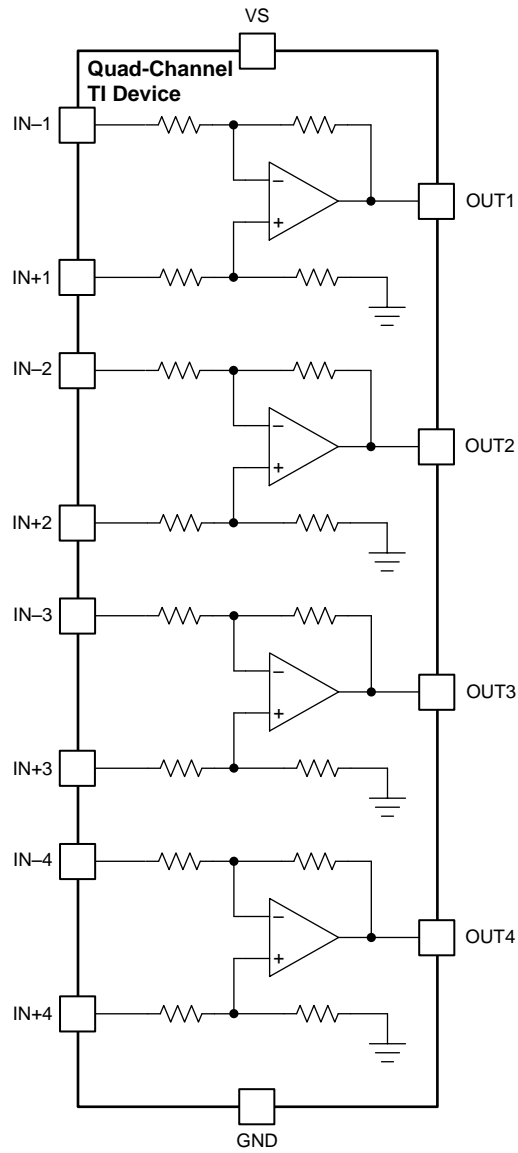 VS
Quad-Channel
TI Device
IN–1
−
+
OUT1
IN+1
IN–2
−
+
OUT2
IN+2
IN–3
−
+
OUT3
IN+3
IN–4
−
+
OUT4
IN+4
GND